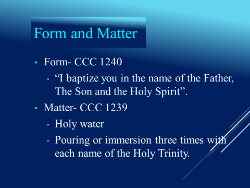 Form and Matter
• Form- CCC 1240
• “I baptize you in the name of the Father,
The Son and the Holy Spirit”.
• Matter- CCC 1239
• Holy water
• Pouring or immersion three times with
each name of the Holy Trinity.